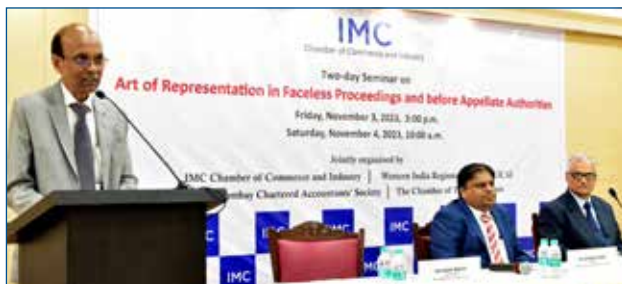 IMC
Chamber of Commerce and Industry
Two-day Seminar on
Art of Representation in Faceless Proceedings and before Appellate Authorities
Friday, November 3, 2023, 3:00 p.m.
Saturday, November 4, 2023, 10:00 a.m.
Jointly organised by
IMC Chamber of Commerce and Industry | Western India Regional
Chartered Accountants' Society | The Chamber of
IMC
IMC
IMC
IMC